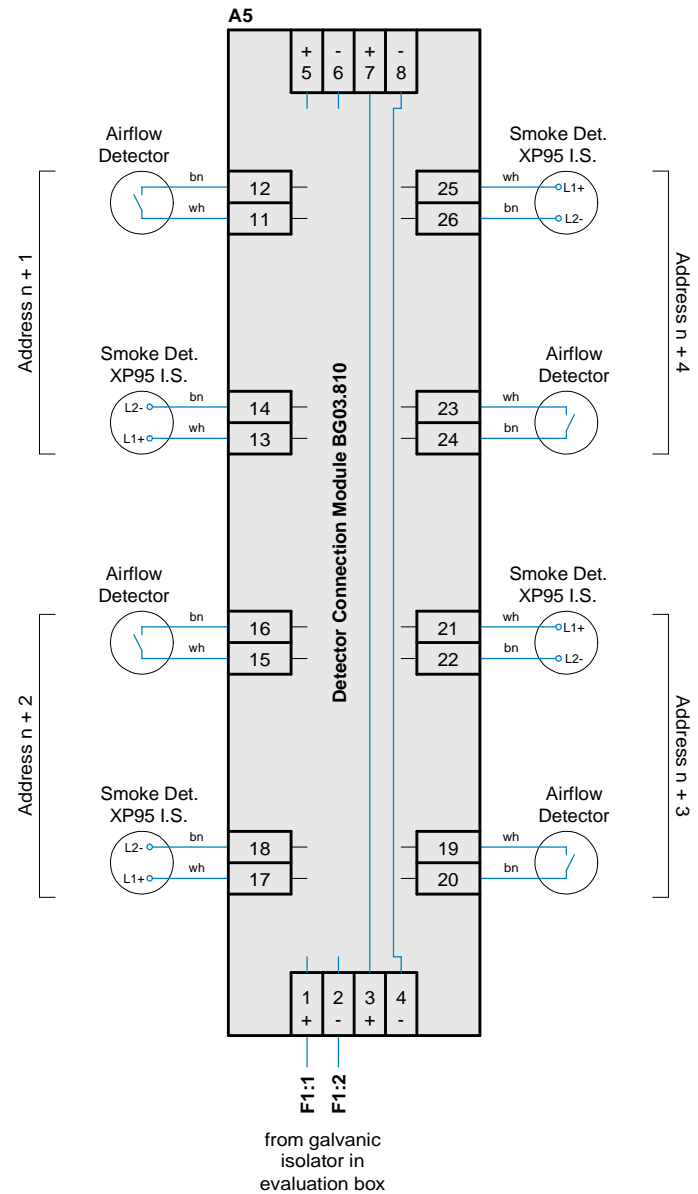 A5
+ - + -
5 6 7 8
Airflow
Detector
bn
12
wh
11
Address n + 1
Smoke Det.
XP95 I.S.
L2-
bn
14
L1+
wh
13
Airflow
Detector
bn
16
wh
15
Address n + 2
Smoke Det.
XP95 I.S.
L2-
bn
18
L1+
wh
17
Detector Connection Module BG03.810
Smoke Det.
XP95 I.S.
25
wh
L1+
26
bn
L2-
Address n + 4
Airflow
Detector
23
wh
24
bn
Smoke Det.
XP95 I.S.
21
wh
L1+
22
bn
L2-
Address n + 3
Airflow
Detector
19
wh
20
bn
1 2 3 4
+ - + -
F1:1
F1:2
from galvanic
isolator in
evaluation box